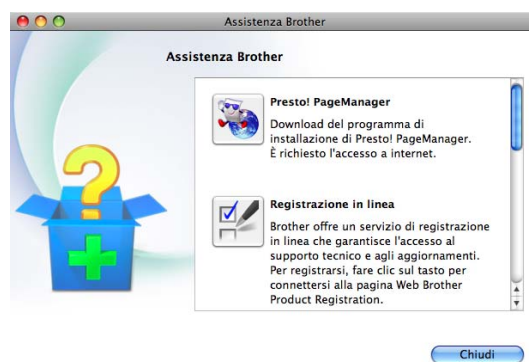 Assistenza Brother
Assistenza Brother
Presto! PageManager
Download del programma di
installazione di Presto! PageManager.
È richiesto l'accesso a internet.
Registrazione in linea
Brother offre un servizio di registrazione
in linea che garantisce l'accesso al
supporto tecnico e agli aggiornamenti.
Per registrarsi, fare clic sul tasto per
connettersi alla pagina Web Brother
Product Registration.
Chiudi